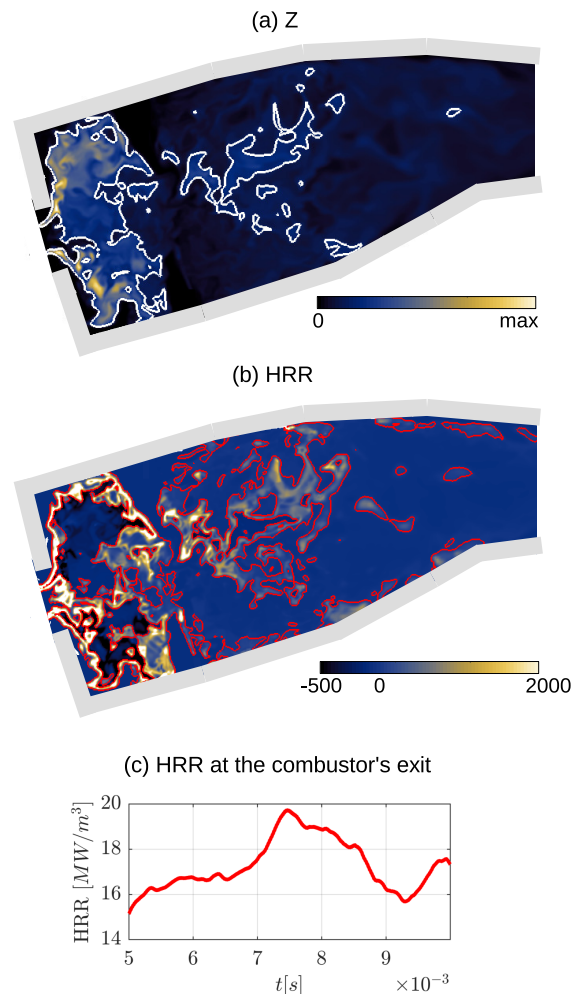 (a) Z
0 max
(b) HRR
-500 0 2000
(c) HRR at the combustor's exit
HRR [MW/m³]
20
18
16
14
5 6 7 8 9
t[s] ×10⁻³